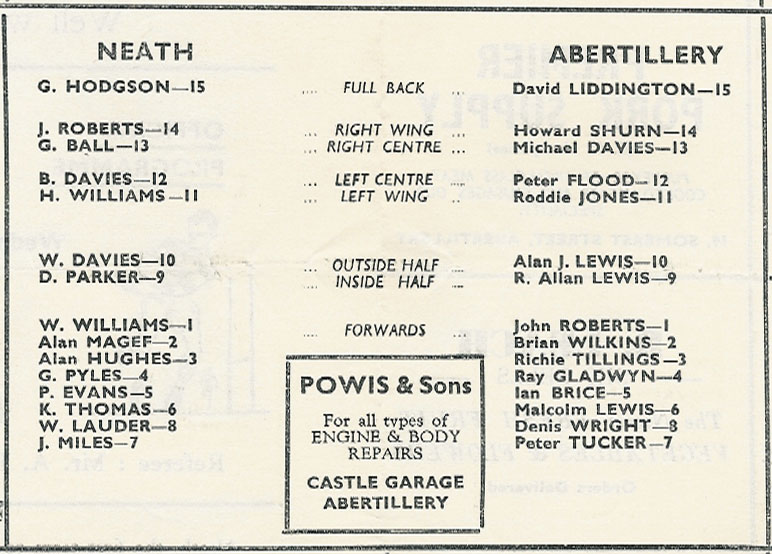 NEATH ABERTILLERY
G. HODGSON—15 .... FULL BACK ... David LIDDINGTON—15
J. ROBERTS—14 ... RIGHT WING ... Howard SHURN—14
G. BALL—13 ... RIGHT CENTRE ... Michael DAVIES—13
B. DAVIES—12 ... LEFT CENTRE ... Peter FLOOD—12
H. WILLIAMS—11 ... LEFT WING ... Roddie JONES—11
W. DAVIES—10 ... OUTSIDE HALF ... Alan J. LEWIS—10
D. PARKER—9 ... INSIDE HALF ... R. Allan LEWIS—9
W. WILLIAMS—1 .... FORWARDS ... John ROBERTS—1
Alan MAGEF—2 Brian WILKINS—2
Alan HUGHES—3 Richie TILLINGS—3
G. PYLES—4 Ray GLADWYN—4
P. EVANS—5 Ian BRICE—5
K. THOMAS—6 Malcolm LEWIS—6
W. LAUDER—8 Denis WRIGHT—8
J. MILES—7 Peter TUCKER—7
POWIS & Sons
For all types of
ENGINE & BODY
REPAIRS
CASTLE GARAGE
ABERTILLERY